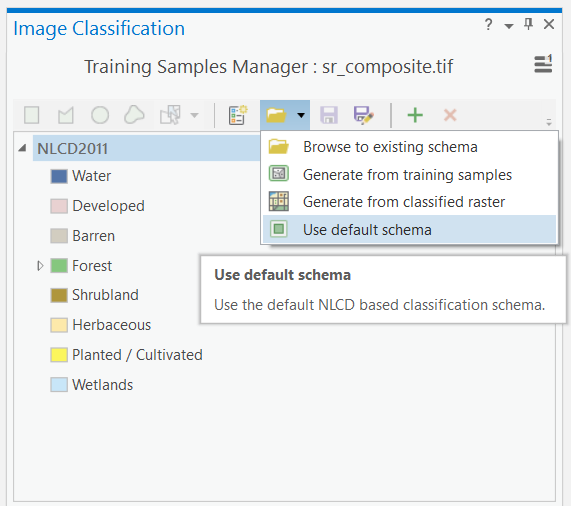 Image Classification
Training Samples Manager : sr_composite.tif
1
NLCD2011
Browse to existing schema
Water
Generate from training samples
Developed
Generate from classified raster
Barren
Use default schema
Forest
Use default schema
Shrubland
Use the default NLCD based classification schema.
Herbaceous
Planted / Cultivated
Wetlands